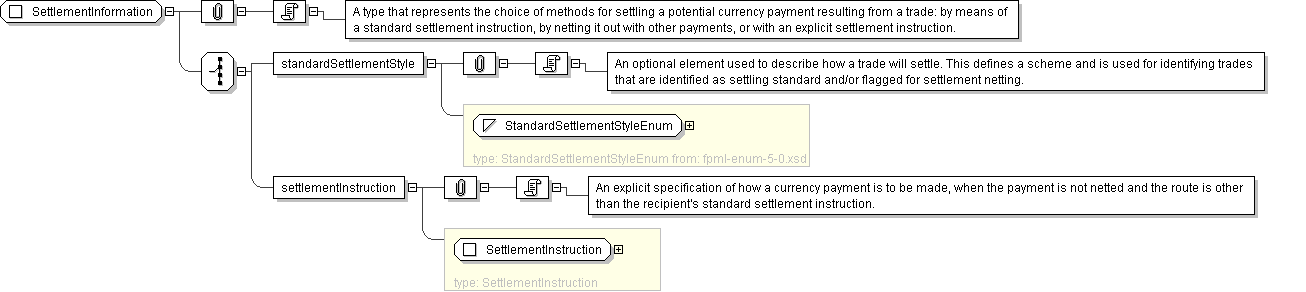 SettlementInformation
A type that represents the choice of methods for settling a potential currency payment resulting from a trade: by means of
a standard settlement instruction, by netting it out with other payments, or with an explicit settlement instruction.
standardSettlementStyle
An optional element used to describe how a trade will settle. This defines a scheme and is used for identifying trades
that are identified as settling standard and/or flagged for settlement netting.
StandardSettlementStyleEnum
type: StandardSettlementStyleEnum from: fpml-enum-5-0.xsd
settlementInstruction
An explicit specification of how a currency payment is to be made, when the payment is not netted and the route is other
than the recipient's standard settlement instruction.
SettlementInstruction
type: SettlementInstruction